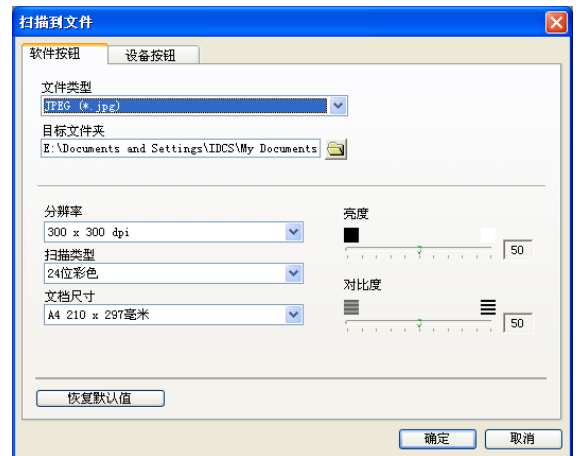 扫描到文件
软件按钮 设备按钮
文件类型
JPEG (*.jpg)
目标文件夹
E:\Documents and Settings\IDCS\My Documents
分辨率
300 x 300 dpi
扫描类型
24位彩色
文档尺寸
A4 210 x 297毫米
亮度
50
对比度
50
恢复默认值
确定 取消